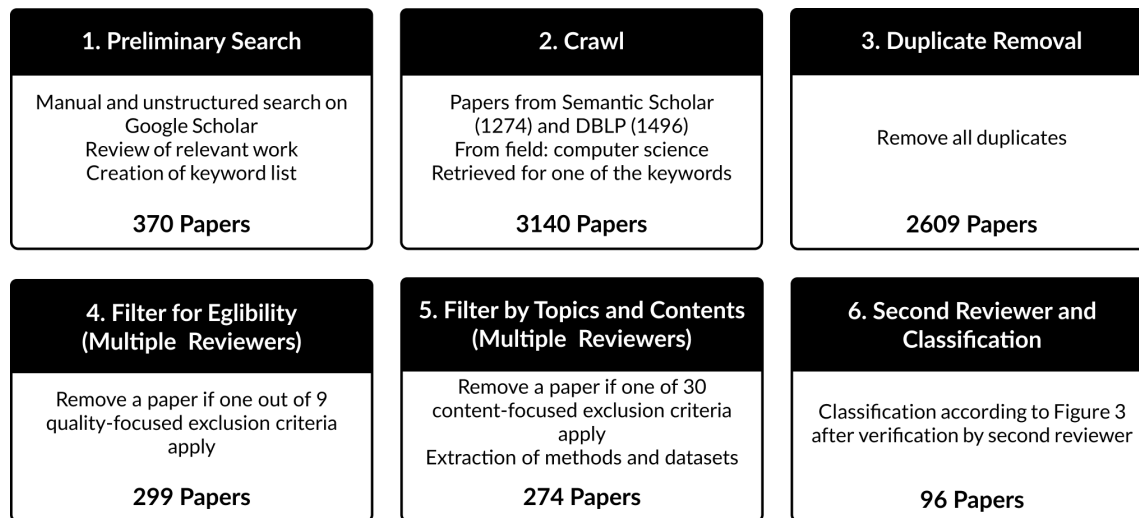 1. Preliminary Search
Manual and unstructured search on
Google Scholar
Review of relevant work
Creation of keyword list
370 Papers
2. Crawl
Papers from Semantic Scholar
(1274) and DBLP (1496)
From field: computer science
Retrieved for one of the keywords
3140 Papers
3. Duplicate Removal
Remove all duplicates
2609 Papers
4. Filter for Eglibility
(Multiple Reviewers)
Remove a paper if one out of 9
quality-focused exclusion criteria
apply
299 Papers
5. Filter by Topics and Contents
(Multiple Reviewers)
Remove a paper if one of 30
content-focused exclusion criteria
apply
Extraction of methods and datasets
274 Papers
6. Second Reviewer and
Classification
Classification according to Figure 3
after verification by second reviewer
96 Papers